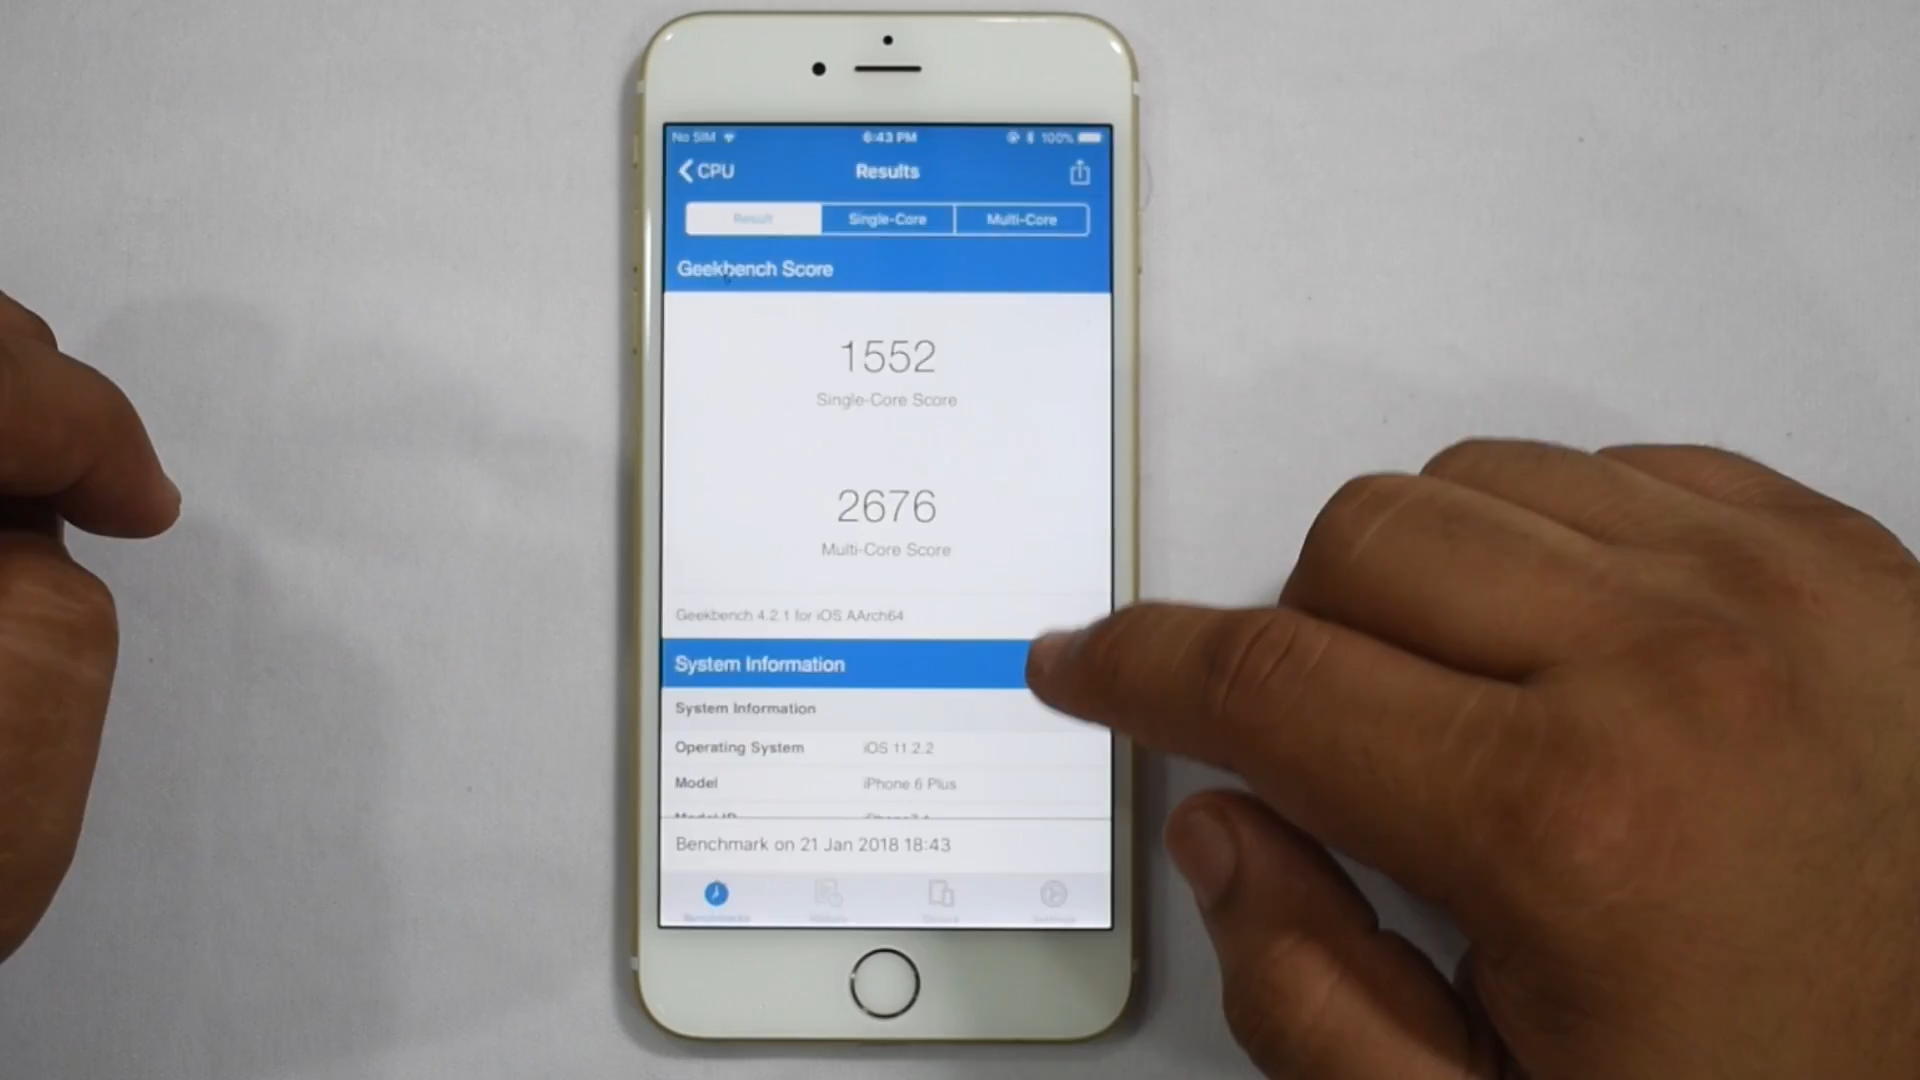 No SIM 6:43 PM 100%
CPU Results
Result Single-Core Multi-Core
Geekbench Score
1552
Single-Core Score
2676
Multi-Core Score
Geekbench 4.2.1 for iOS AArch64
System Information
System Information
Operating System iOS 11.2.2
Model iPhone 6 Plus
Benchmark on 21 Jan 2018 18:43